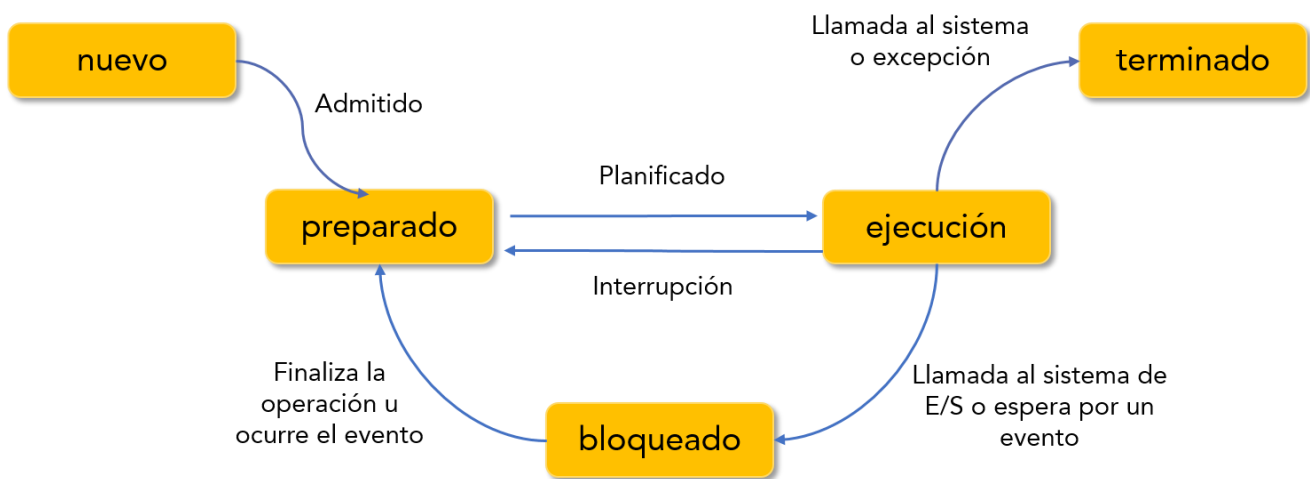 nuevo
Admitido
Llamada al sistema
o excepción
terminado
preparado
Planificado
Interrupción
ejecución
Finaliza la
operación u
ocurre el evento
bloqueado
Llamada al sistema de
E/S o espera por un
evento